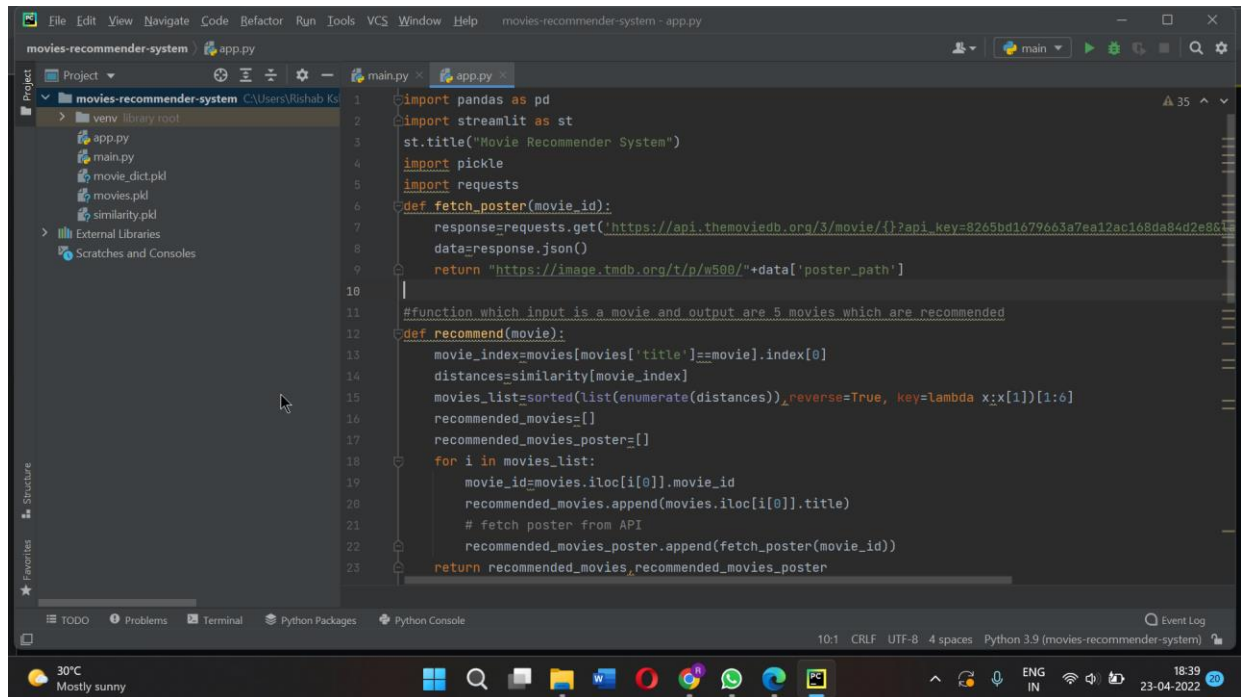 File Edit View Navigate Code Refactor Run Tools VCS Window Help movies-recommender-system - app.py
movies-recommender-system app.py main
Project main.py app.py
Project
movies-recommender-system C:\Users\Rishab Ks
venv library root
app.py
main.py
movie_dict.pkl
movies.pkl
similarity.pkl
External Libraries
Scratches and Consoles
35
1 import pandas as pd
2 import streamlit as st
3 st.title("Movie Recommender System")
4 import pickle
5 import requests
6 def fetch_poster(movie_id):
7 response=requests.get('https://api.themoviedb.org/3/movie/{}?api_key=8265bd1679663a7ea12ac168da84d2e8&la
8 data=response.json()
9 return "https://image.tmdb.org/t/p/w500/"+data['poster_path']
10
11 #function which input is a movie and output are 5 movies which are recommended
12 def recommend(movie):
13 movie_index=movies[movies['title']==movie].index[0]
14 distances=similarity[movie_index]
15 movies_list=sorted(list(enumerate(distances)),reverse=True, key=lambda x:x[1])[1:6]
16 recommended_movies=[]
17 recommended_movies_poster=[]
18 for i in movies_list:
19 movie_id=movies.iloc[i[0]].movie_id
20 recommended_movies.append(movies.iloc[i[0]].title)
21 # fetch poster from API
22 recommended_movies_poster.append(fetch_poster(movie_id))
23 return recommended_movies,recommended_movies_poster
Structure
Favorites
TODO Problems Terminal Python Packages Python Console Event Log
10:1 CRLF UTF-8 4 spaces Python 3.9 (movies-recommender-system)
30°C
Mostly sunny
ENG
IN
18:39
23-04-2022
20